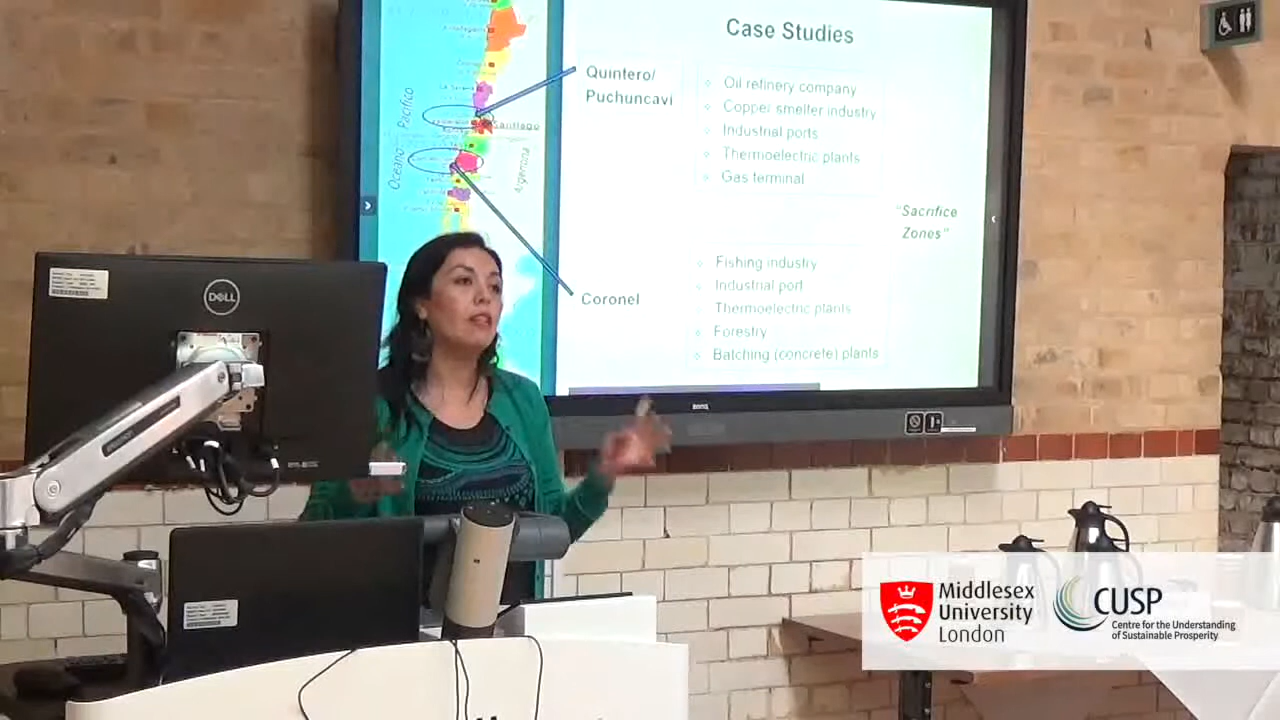 Case Studies
Quintero/
Puchuncaví
Oil refinery company
Copper smelter industry
Industrial ports
Thermoelectric plants
Gas terminal
"Sacrifice
Zones"
Coronel
Fishing industry
Industrial port
Thermoelectric plants
Forestry
Batching (concrete) plants
Oceano Pacifico
Santiago
Argentina
DELL
BenQ
Middlesex
University
London
CUSP
Centre for the Understanding
of Sustainable Prosperity